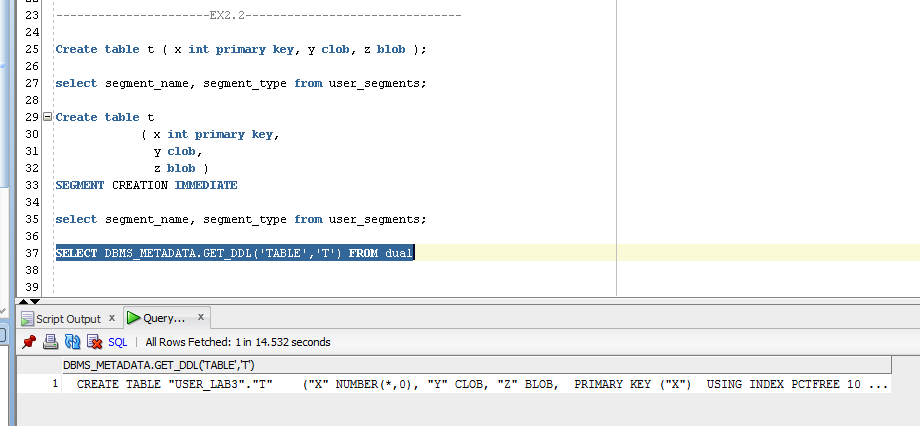 22
23 -----------------------EX2.2--------------------------------
24
25 Create table t ( x int primary key, y clob, z blob );
26
27 select segment_name, segment_type from user_segments;
28
29 Create table t
30 ( x int primary key,
31 y clob,
32 z blob )
33 SEGMENT CREATION IMMEDIATE
34
35 select segment_name, segment_type from user_segments;
36
37 SELECT DBMS_METADATA.GET_DDL('TABLE','T') FROM dual
38
39
Script Output x Query... x
SQL | All Rows Fetched: 1 in 14.532 seconds
DBMS_METADATA.GET_DDL('TABLE','T')
1 CREATE TABLE "USER_LAB3"."T" ("X" NUMBER(*,0), "Y" CLOB, "Z" BLOB, PRIMARY KEY ("X") USING INDEX PCTFREE 10 ...